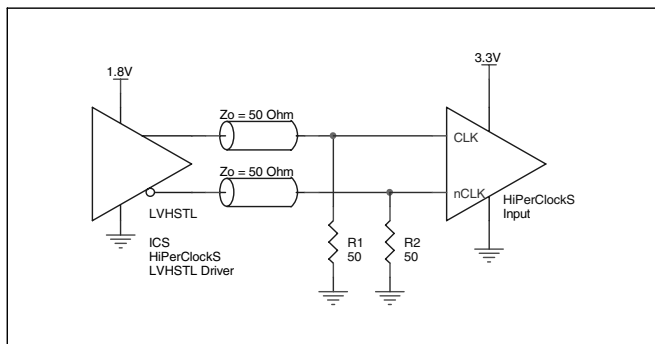 1.8V
3.3V
Zo = 50 Ohm
CLK
Zo = 50 Ohm
nCLK
HiPerClockS
Input
LVHSTL
ICS
HiPerClockS
LVHSTL Driver
R1
50
R2
50